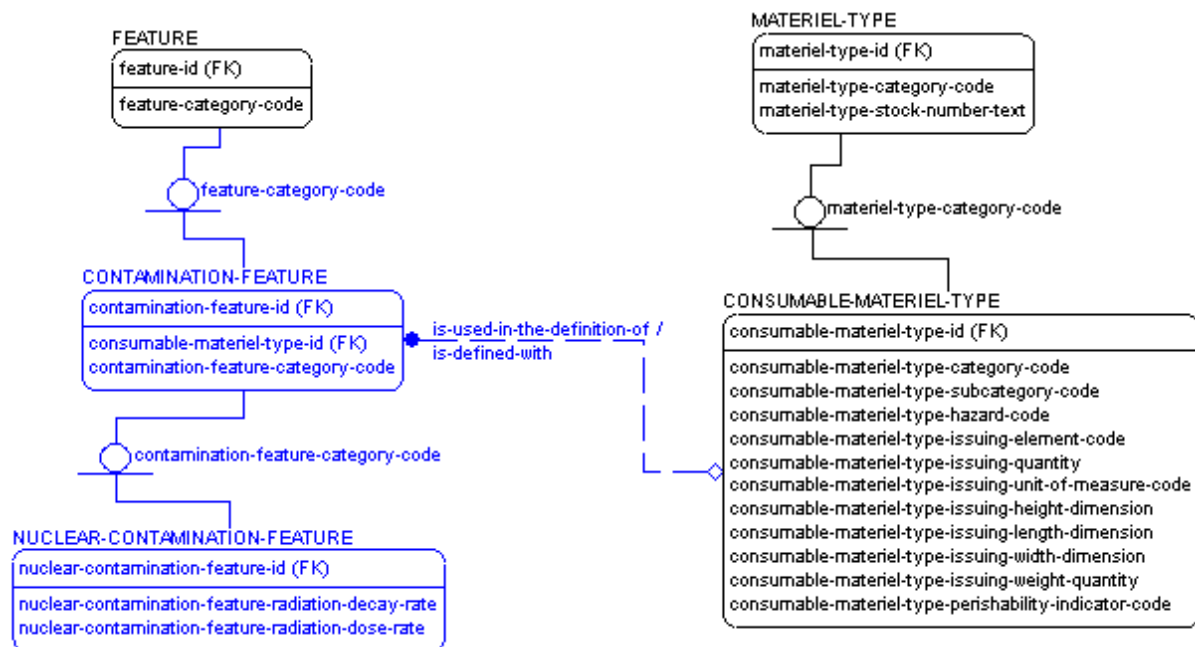 FEATURE
feature-id (FK)
feature-category-code
feature-category-code
CONTAMINATION-FEATURE
contamination-feature-id (FK)
consumable-materiel-type-id (FK)
contamination-feature-category-code
contamination-feature-category-code
NUCLEAR-CONTAMINATION-FEATURE
nuclear-contamination-feature-id (FK)
nuclear-contamination-feature-radiation-decay-rate
nuclear-contamination-feature-radiation-dose-rate
is-used-in-the-definition-of /
is-defined-with
MATERIEL-TYPE
materiel-type-id (FK)
materiel-type-category-code
materiel-type-stock-number-text
materiel-type-category-code
CONSUMABLE-MATERIEL-TYPE
consumable-materiel-type-id (FK)
consumable-materiel-type-category-code
consumable-materiel-type-subcategory-code
consumable-materiel-type-hazard-code
consumable-materiel-type-issuing-element-code
consumable-materiel-type-issuing-quantity
consumable-materiel-type-issuing-unit-of-measure-code
consumable-materiel-type-issuing-height-dimension
consumable-materiel-type-issuing-length-dimension
consumable-materiel-type-issuing-width-dimension
consumable-materiel-type-issuing-weight-quantity
consumable-materiel-type-perishability-indicator-code